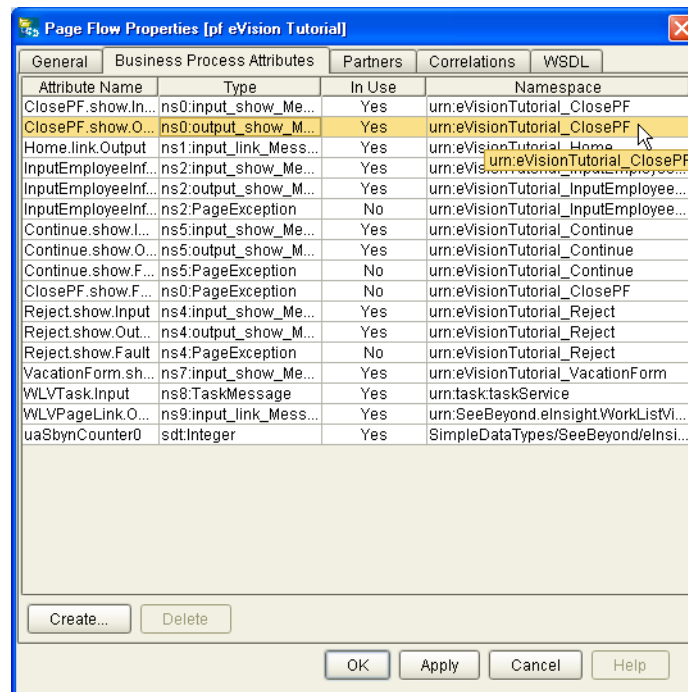 Page Flow Properties [pf eVision Tutorial]
General Business Process Attributes Partners Correlations WSDL
Attribute Name Type In Use Namespace
ClosePF.show.In... ns0:input_show_Me... Yes urn:eVisionTutorial_ClosePF
ClosePF.show.O... ns0:output_show_M... Yes urn:eVisionTutorial_ClosePF
Home.link.Output ns1:input_link_Mess... Yes urn:eVisionTutorial_Home
urn:eVisionTutorial_ClosePF
InputEmployeeInf... ns2:input_show_Me... Yes urn:eVisionTutorial_InputEmployee...
InputEmployeeInf... ns2:output_show_M... Yes urn:eVisionTutorial_InputEmployee...
InputEmployeeInf... ns2:PageException No urn:eVisionTutorial_InputEmployee...
Continue.show.I... ns5:input_show_Me... Yes urn:eVisionTutorial_Continue
Continue.show.O... ns5:output_show_M... Yes urn:eVisionTutorial_Continue
Continue.show.F... ns5:PageException No urn:eVisionTutorial_Continue
ClosePF.show.F... ns0:PageException No urn:eVisionTutorial_ClosePF
Reject.show.Input ns4:input_show_Me... Yes urn:eVisionTutorial_Reject
Reject.show.Out... ns4:output_show_M... Yes urn:eVisionTutorial_Reject
Reject.show.Fault ns4:PageException No urn:eVisionTutorial_Reject
VacationForm.sh... ns7:input_show_Me... Yes urn:eVisionTutorial_VacationForm
WLVTask.Input ns8:TaskMessage Yes urn:task:taskService
WLVPageLink.O... ns9:input_link_Mess... Yes urn:SeeBeyond.eInsight.WorkListVi...
uaSbynCounter0 sdt:Integer Yes SimpleDataTypes/SeeBeyond/eInsi...
Create... Delete
OK Apply Cancel Help